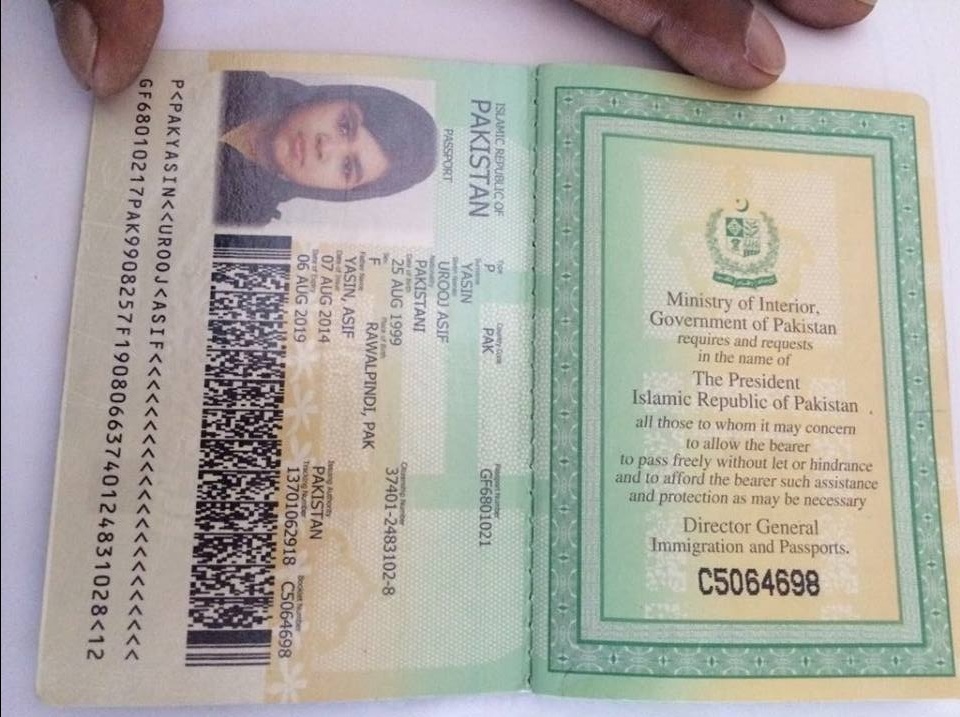 ISLAMIC REPUBLIC OF
PAKISTAN
PASSPORT
Type Country Code Passport Number
P PAK GF6801021
Surname
YASIN
Given Names
UROOJ ASIF
Nationality
PAKISTANI
Date of Birth Citizenship Number
25 AUG 1999 37401-2483102-8
Sex Place of Birth
F RAWALPINDI, PAK
Father Name
YASIN, ASIF
Date of Issue Issuing Authority
07 AUG 2014 PAKISTAN
Date of Expiry Tracking Number Booklet Number
06 AUG 2019 13701062918 C5064698
P<PAKYASIN<<UROOJ<ASIF<<<<<<<<<<<<<<<<<<<<<<
GF68010217PAK9908257F19080663740124831028<12
Ministry of Interior,
Government of Pakistan
requires and requests
in the name of
The President
Islamic Republic of Pakistan
all those to whom it may concern
to allow the bearer
to pass freely without let or hindrance
and to afford the bearer such assistance
and protection as may be necessary
Director General
Immigration and Passports.
C5064698